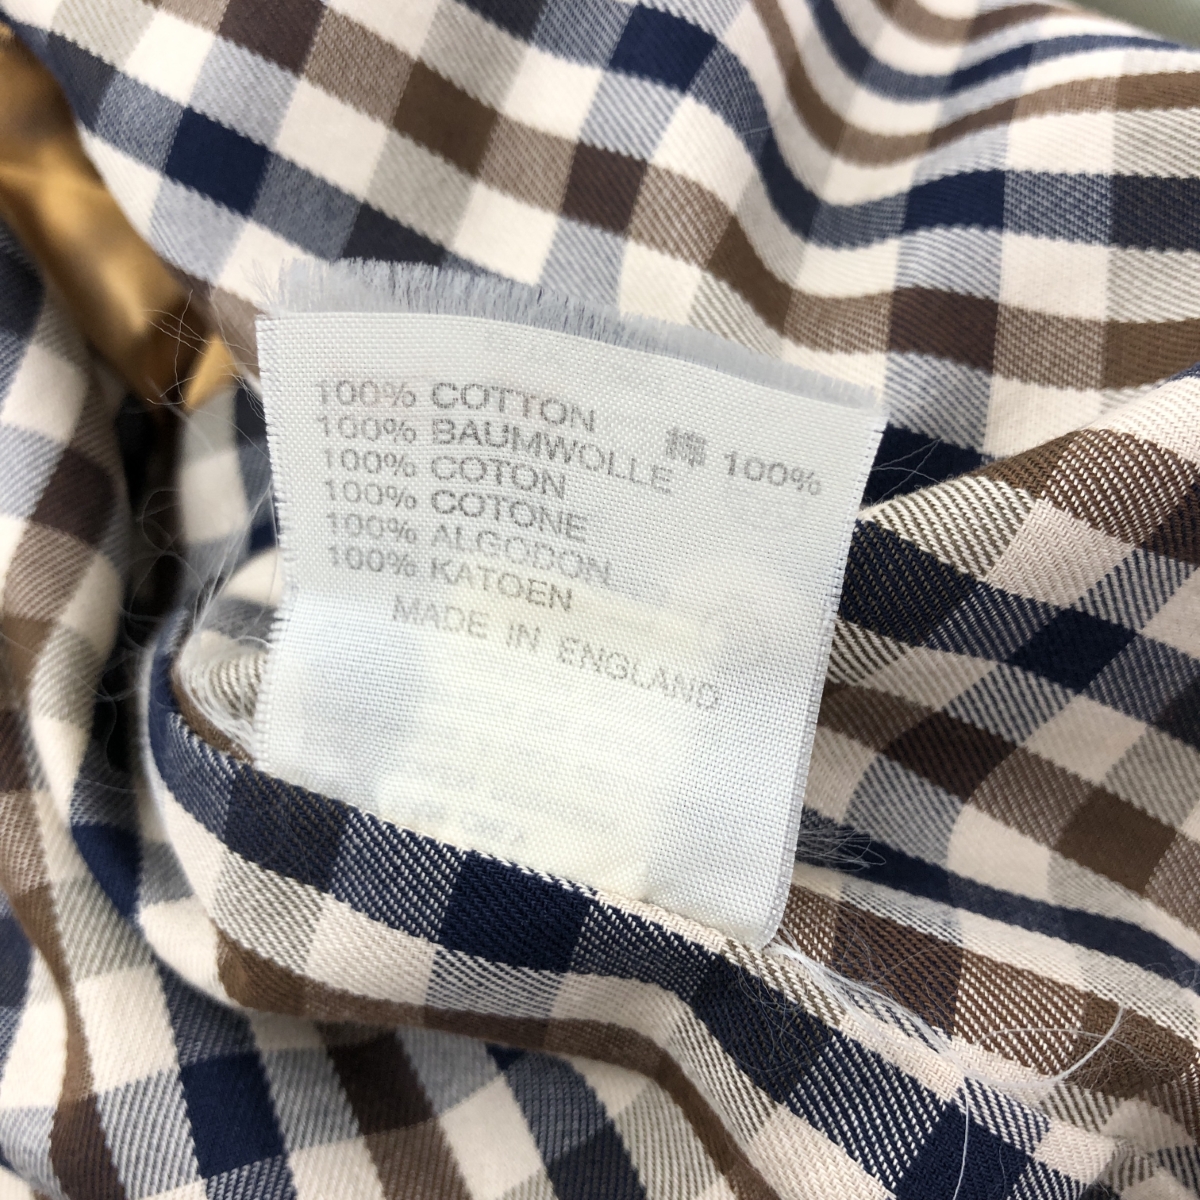 100% COTTON
100% BAUMWOLLE 綿 100%
100% COTON
100% COTONE
100% ALGODON
100% KATOEN
MADE IN ENGLAND